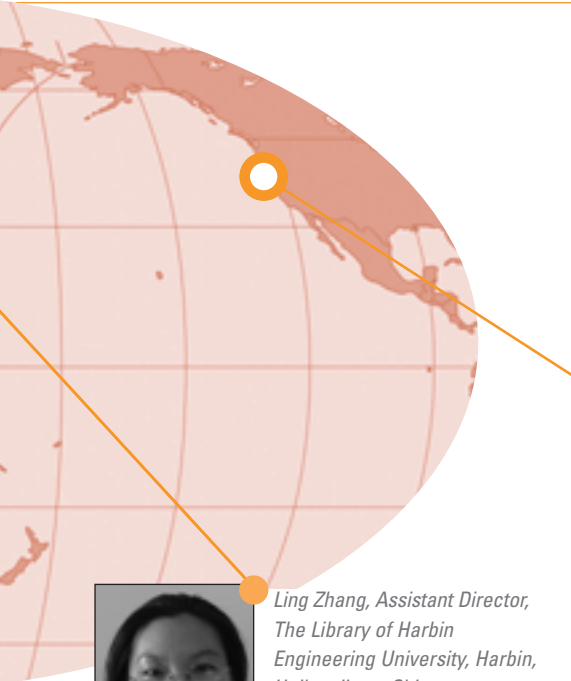 Ling Zhang, Assistant Director,
The Library of Harbin
Engineering University, Harbin,